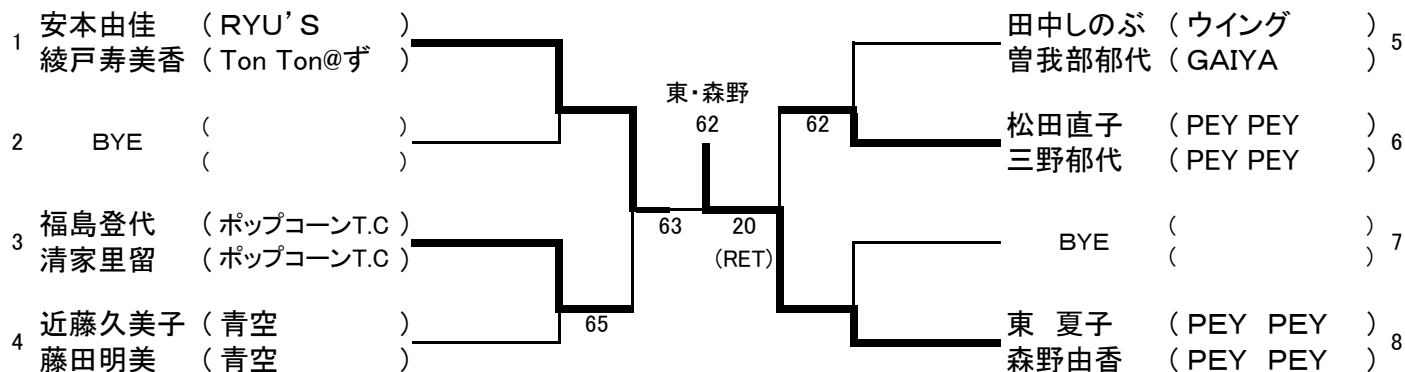 1
安本由佳 （ RYU’S ）
綾戸寿美香 （ Ton Ton@ず ）
2
BYE
（ ）
（ ）
3
福島登代 （ ポップコーンT.C ）
清家里留 （ ポップコーンT.C ）
4
近藤久美子 （ 青空 ）
藤田明美 （ 青空 ）
65
63
東・森野
62
20
(RET)
62
田中しのぶ （ ウイング ）
曽我部郁代 （ GAIYA ）
5
松田直子 （ PEY PEY ）
三野郁代 （ PEY PEY ）
6
BYE
（ ）
（ ）
7
東　夏子 （ PEY　PEY ）
森野由香 （ PEY　PEY ）
8